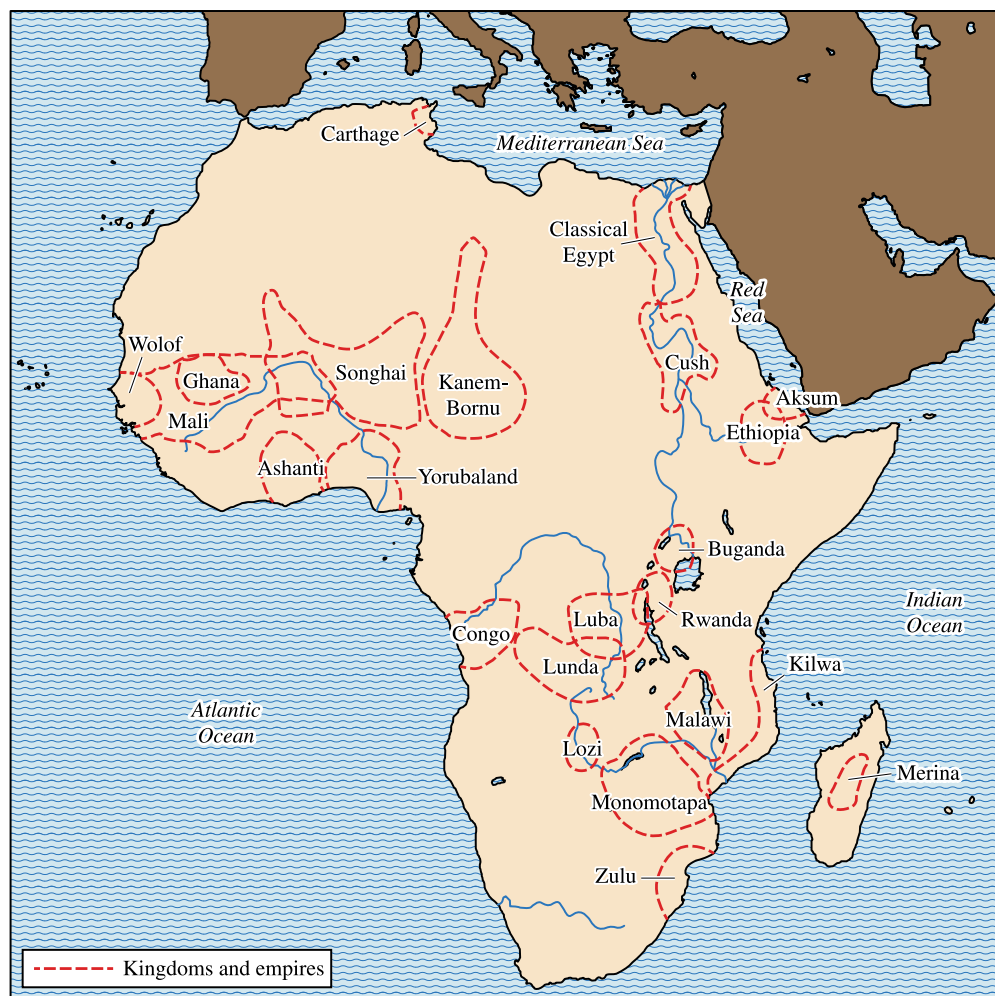 Carthage
Mediterranean Sea
Classical
Egypt
Red
Sea
Wolof
Ghana
Songhai
Kanem-
Bornu
Cush
Mali
Aksum
Ethiopia
Ashanti
Yorubaland
Buganda
Indian
Ocean
Luba
Rwanda
Congo
Lunda
Kilwa
Atlantic
Ocean
Malawi
Lozi
Merina
Monomotapa
Zulu
Kingdoms and empires